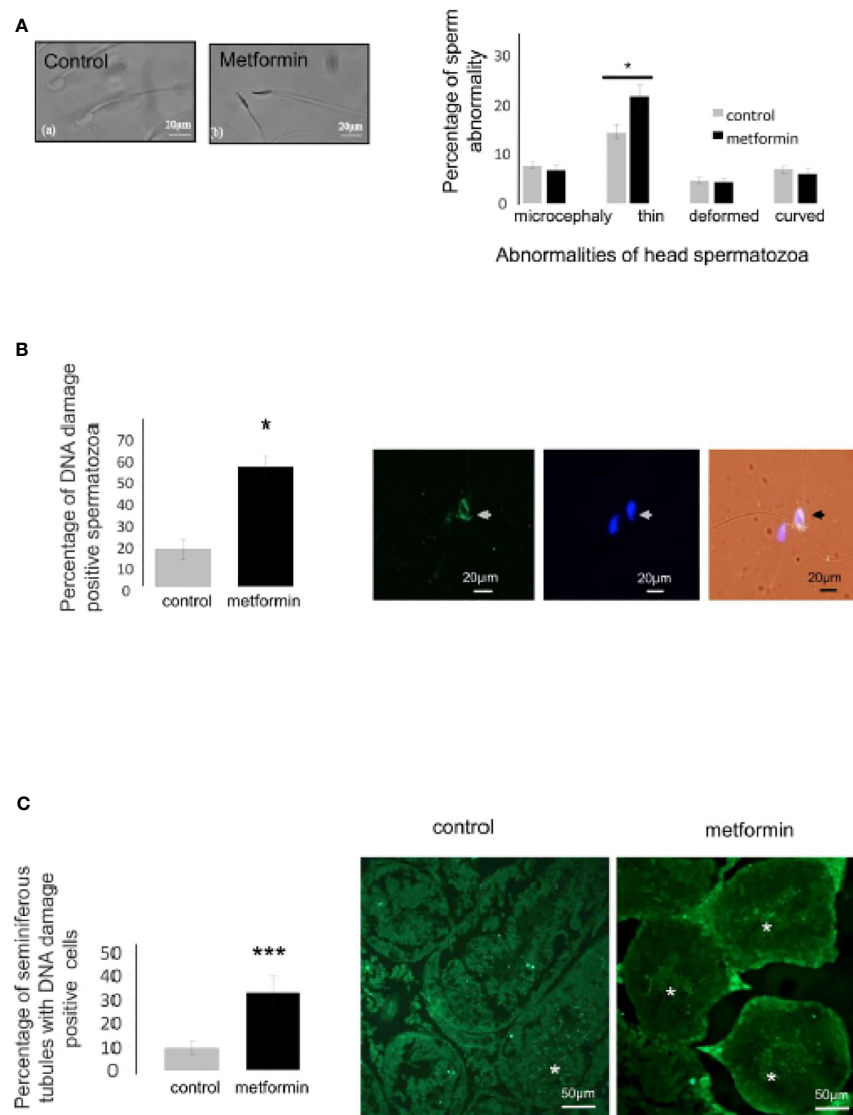 A
Control
(a)
20µm
Metformin
(b)
20µm
Percentage of sperm
abnormality
30
20
10
0
*
control
metformin
microcephaly thin deformed curved
Abnormalities of head spermatozoa
B
Percentage of DNA damage
positive spermatozoa
70
60
50
40
30
20
10
0
*
control metformin
20µm
20µm
20µm
C
Percentage of seminiferous
tubules with DNA damage
positive cells
50
40
30
20
10
0
***
control metformin
control
*
50µm
metformin
*
*
*
50µm